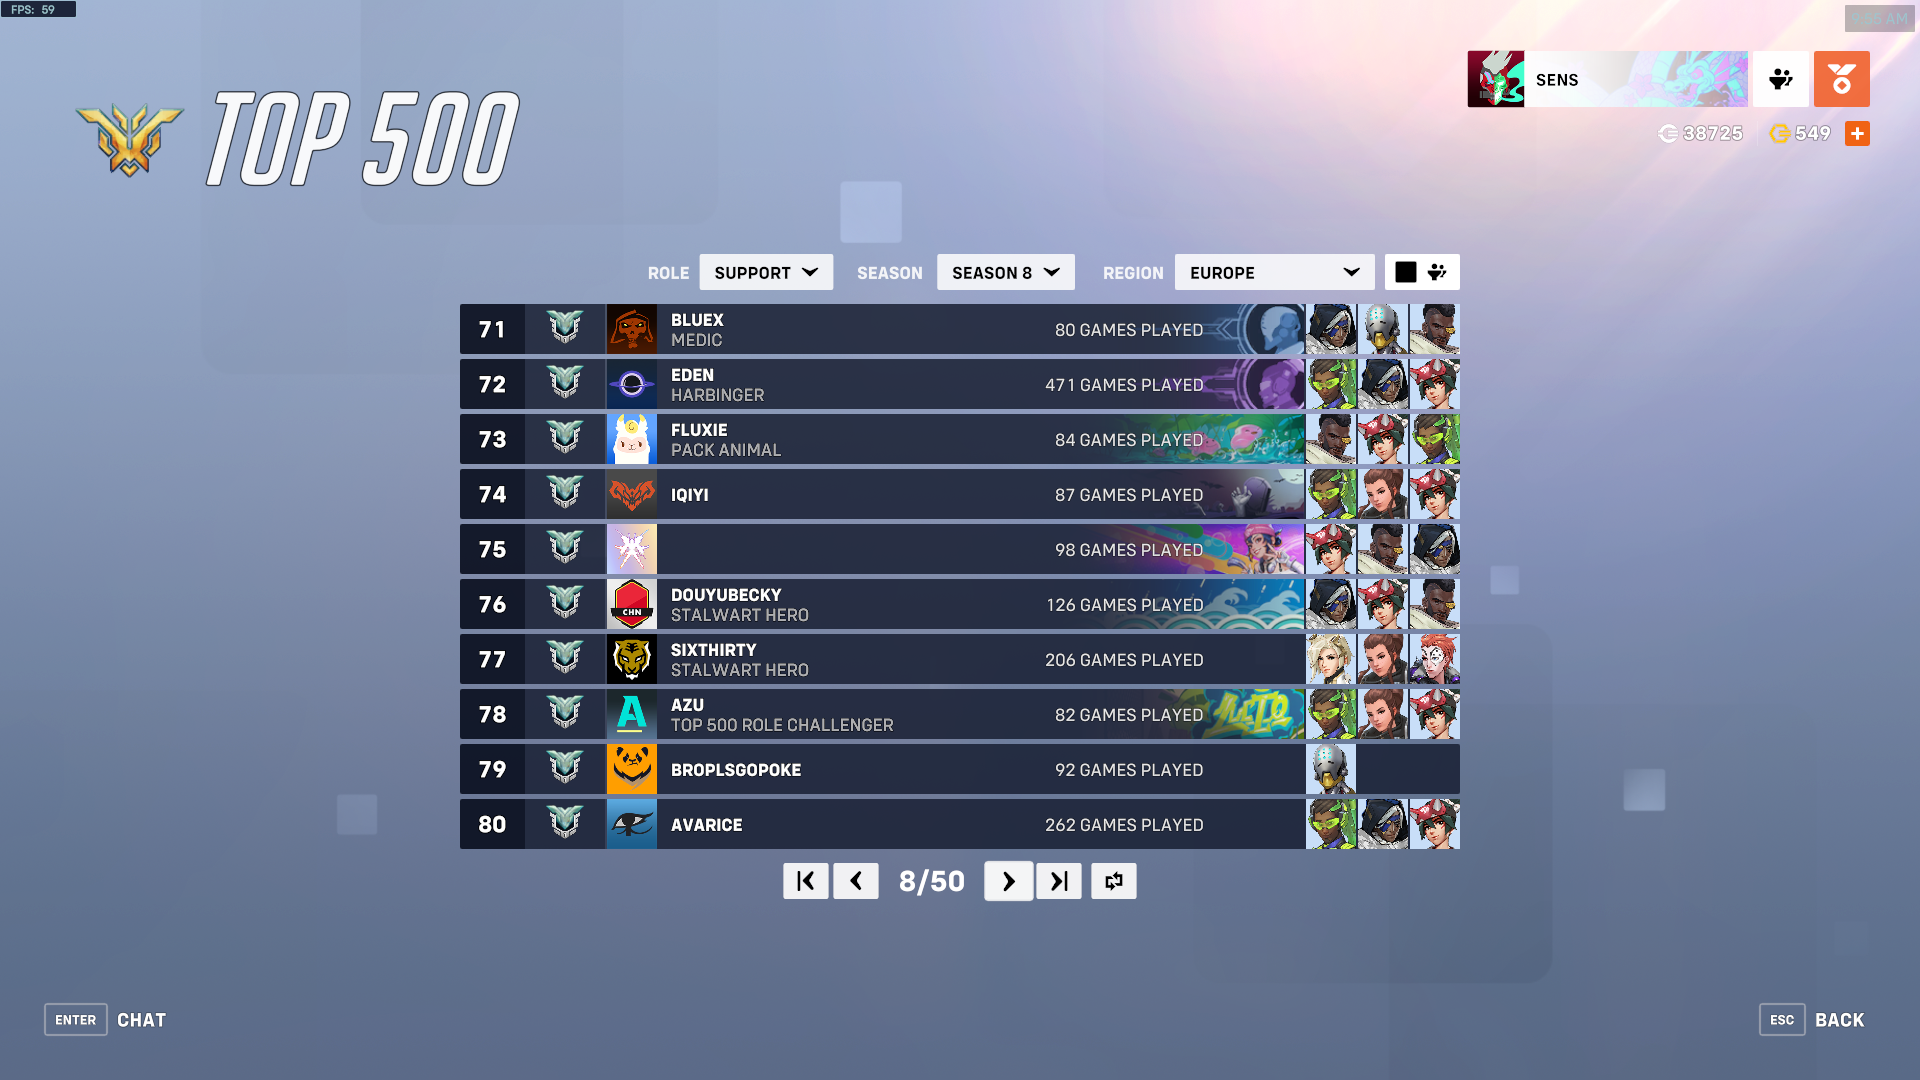 FPS: 59
TOP 500
SENS
38725
549
ROLE SUPPORT SEASON SEASON 8 REGION EUROPE
71 BLUEX 80 GAMES PLAYED
MEDIC
72 EDEN 471 GAMES PLAYED
HARBINGER
73 FLUXIE 84 GAMES PLAYED
PACK ANIMAL
74 IQIYI 87 GAMES PLAYED
75 98 GAMES PLAYED
76 CHN DOUYUBECKY 126 GAMES PLAYED
STALWART HERO
77 SIXTHIRTY 206 GAMES PLAYED
STALWART HERO
78 A AZU 82 GAMES PLAYED
TOP 500 ROLE CHALLENGER
79 BROPLSGOPOKE 92 GAMES PLAYED
80 AVARICE 262 GAMES PLAYED
8/50
ENTER CHAT
ESC BACK